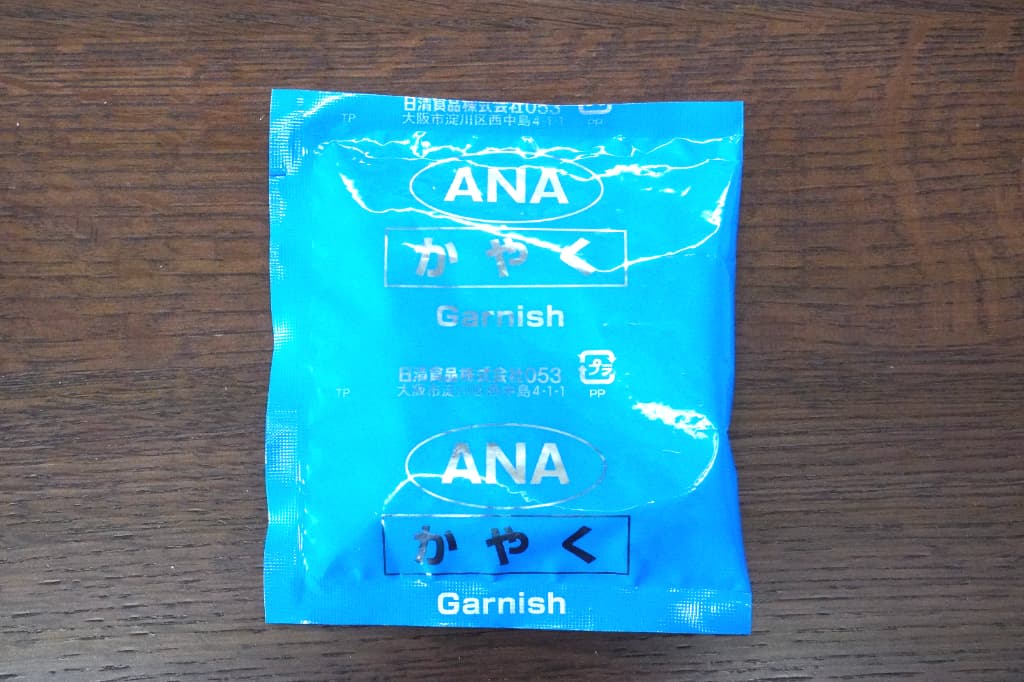 日清食品株式会社053
TP
大阪市淀川区西中島4-1-1
PP
ANA
かやく
Garnish
日清食品株式会社053
プラ
TP
大阪市淀川区西中島4-1-1
PP
ANA
かやく
Garnish